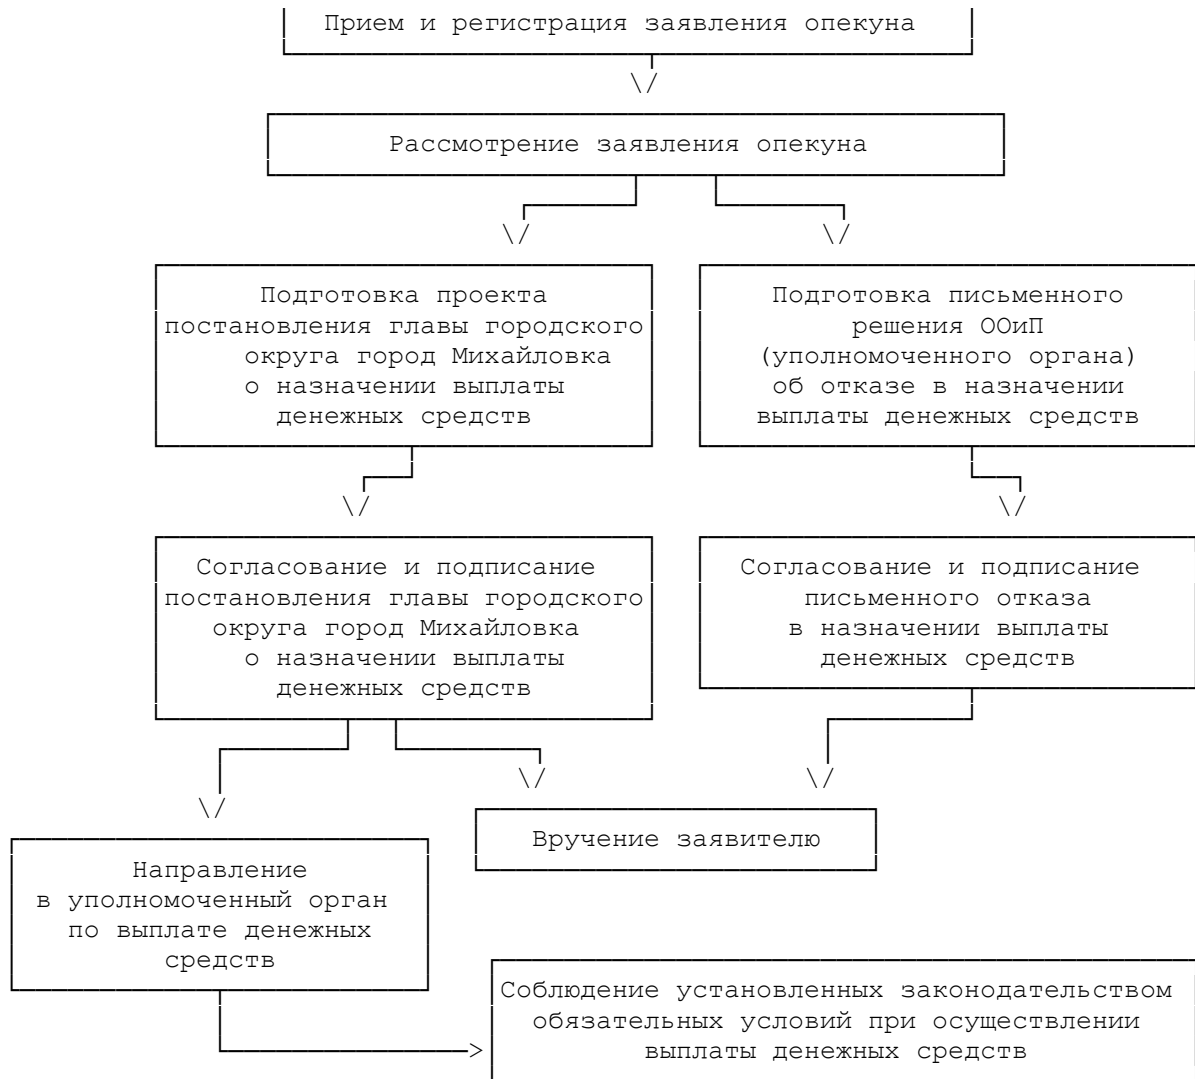 Прием и регистрация заявления опекуна
Рассмотрение заявления опекуна
Подготовка проекта
постановления главы городского
округа город Михайловка
о назначении выплаты
денежных средств
Подготовка письменного
решения ООиП
(уполномоченного органа)
об отказе в назначении
выплаты денежных средств
Согласование и подписание
постановления главы городского
округа город Михайловка
о назначении выплаты
денежных средств
Согласование и подписание
письменного отказа
в назначении выплаты
денежных средств
Вручение заявителю
Направление
в уполномоченный орган
по выплате денежных
средств
Соблюдение установленных законодательством
обязательных условий при осуществлении
выплаты денежных средств